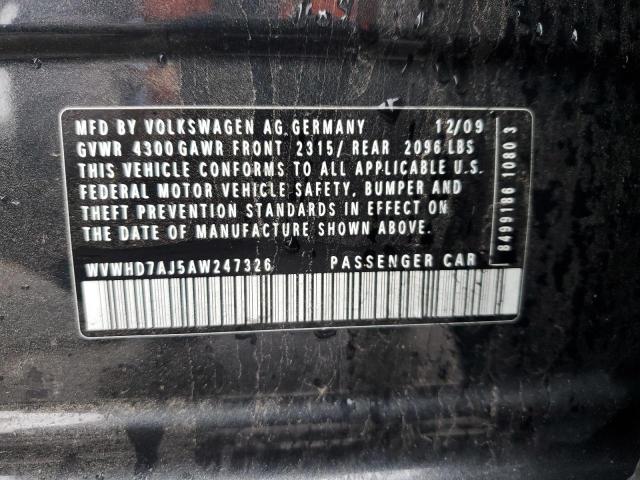 MFD BY VOLKSWAGEN AG, GERMANY 12/09
GVWR 4300 GAWR FRONT 2315/ REAR 2096 LBS
THIS VEHICLE CONFORMS TO ALL APPLICABLE U.S.
FEDERAL MOTOR VEHICLE SAFETY, BUMPER AND
THEFT PREVENTION STANDARDS IN EFFECT ON
THE DATE OF MANUFACTURE SHOWN ABOVE.
WVWHD7AJ5AW247326 PASSENGER CAR
8499186 1080 3